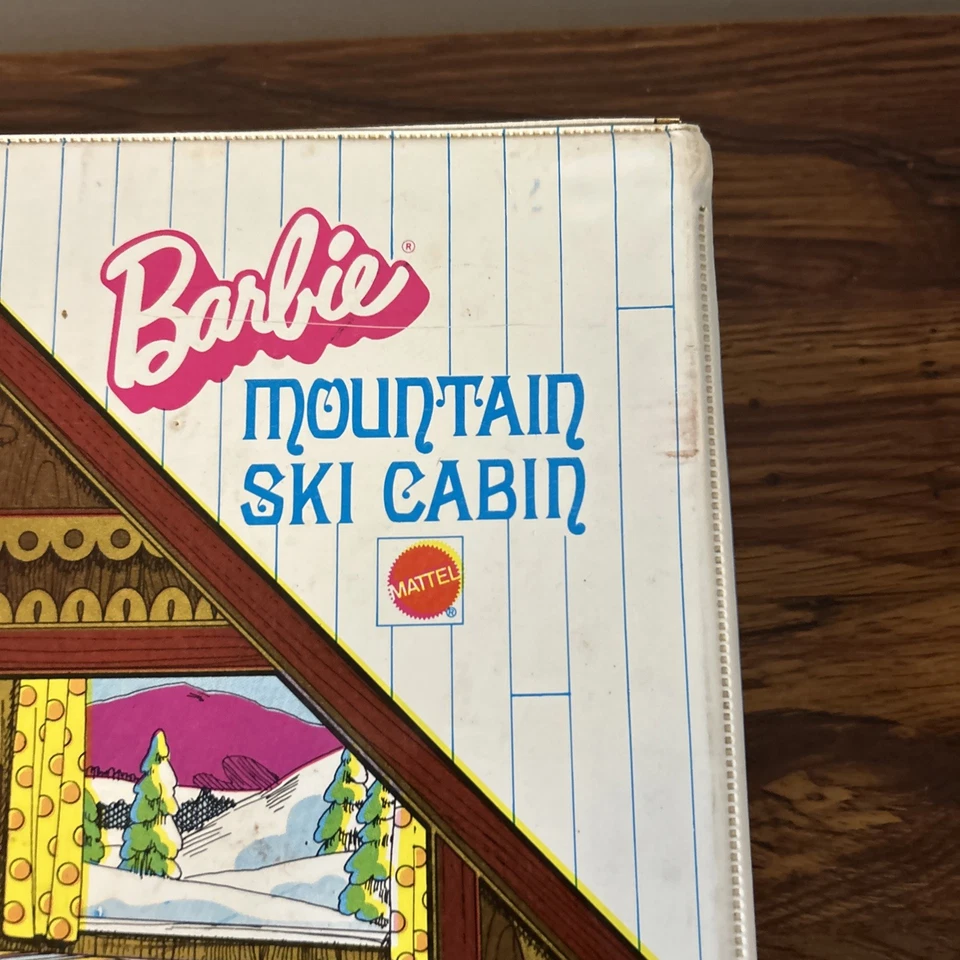 Barbie®
MOUNTAIN
SKI CABIN
MATTEL
®